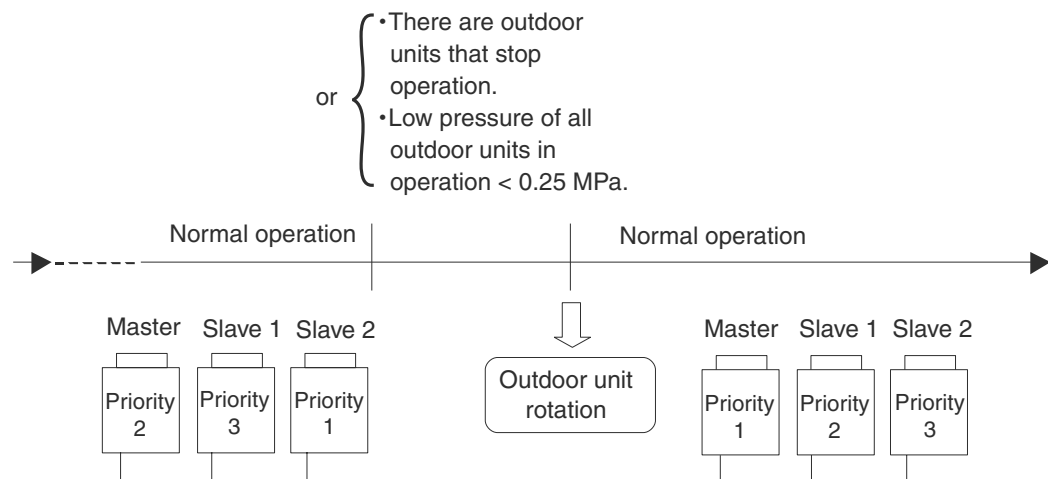 ・There are outdoor
units that stop
operation.
or
・Low pressure of all
outdoor units in
operation < 0.25 MPa.
Normal operation
Normal operation
Master
Slave 1
Slave 2
Priority
2
Priority
3
Priority
1
Outdoor unit
rotation
Master
Slave 1
Slave 2
Priority
1
Priority
2
Priority
3